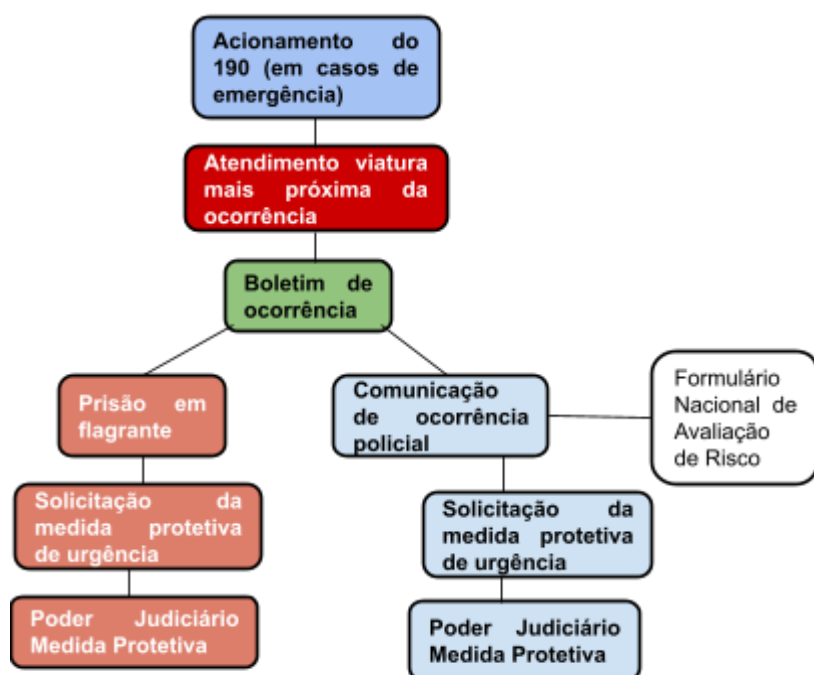 Acionamento do
190 (em casos de
emergência)
Atendimento viatura
mais próxima da
ocorrência
Boletim de
ocorrência
Prisão em
flagrante
Solicitação da
medida protetiva
de urgência
Poder Judiciário
Medida Protetiva
Comunicação
de ocorrência
policial
Formulário
Nacional de
Avaliação
de Risco
Solicitação da
medida protetiva
de urgência
Poder Judiciário
Medida Protetiva